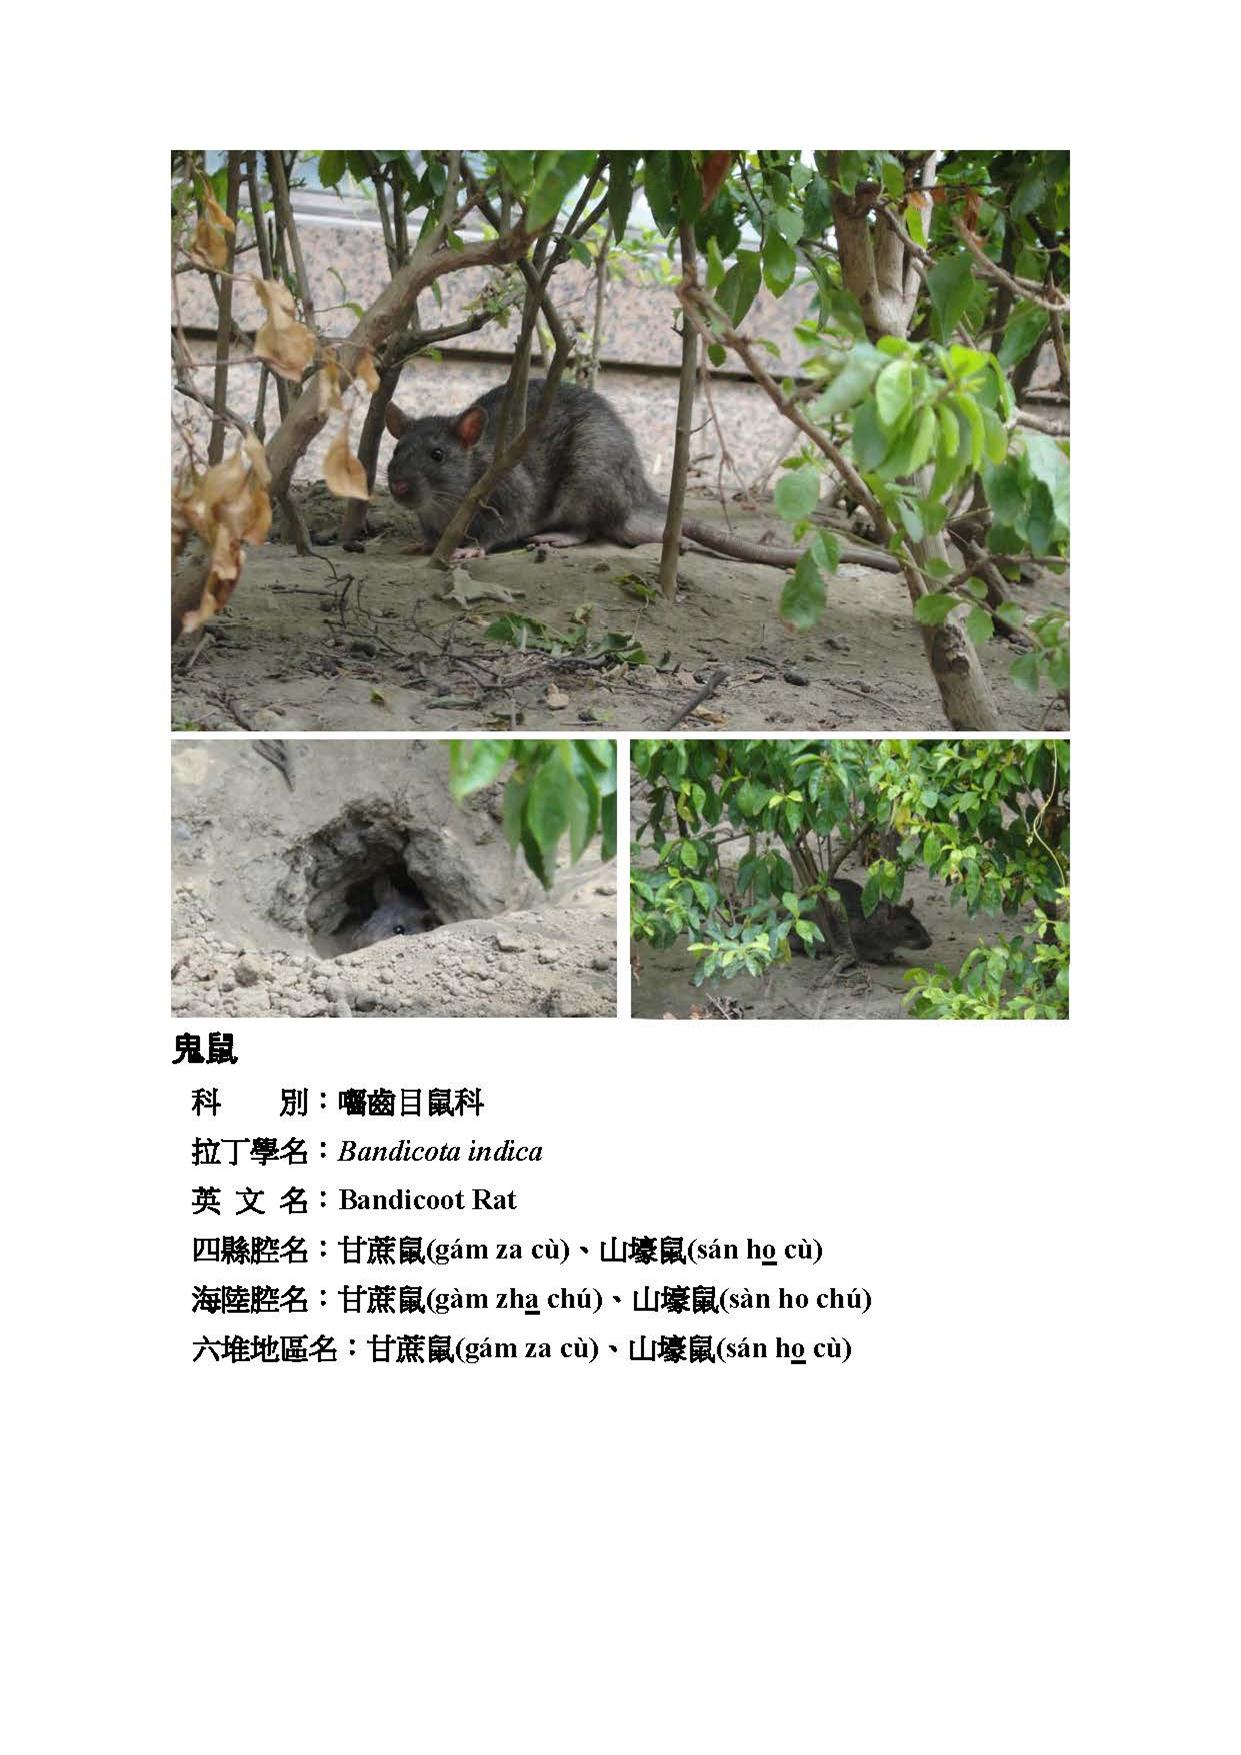 鬼鼠
科　　別：囓齒目鼠科
拉丁學名：Bandicota indica
英 文 名：Bandicoot Rat
四縣腔名：甘蔗鼠(gám za cù)、山壕鼠(sán ho cù)
海陸腔名：甘蔗鼠(gàm zha chú)、山壕鼠(sàn ho chú)
六堆地區名：甘蔗鼠(gám za cù)、山壕鼠(sán ho cù)